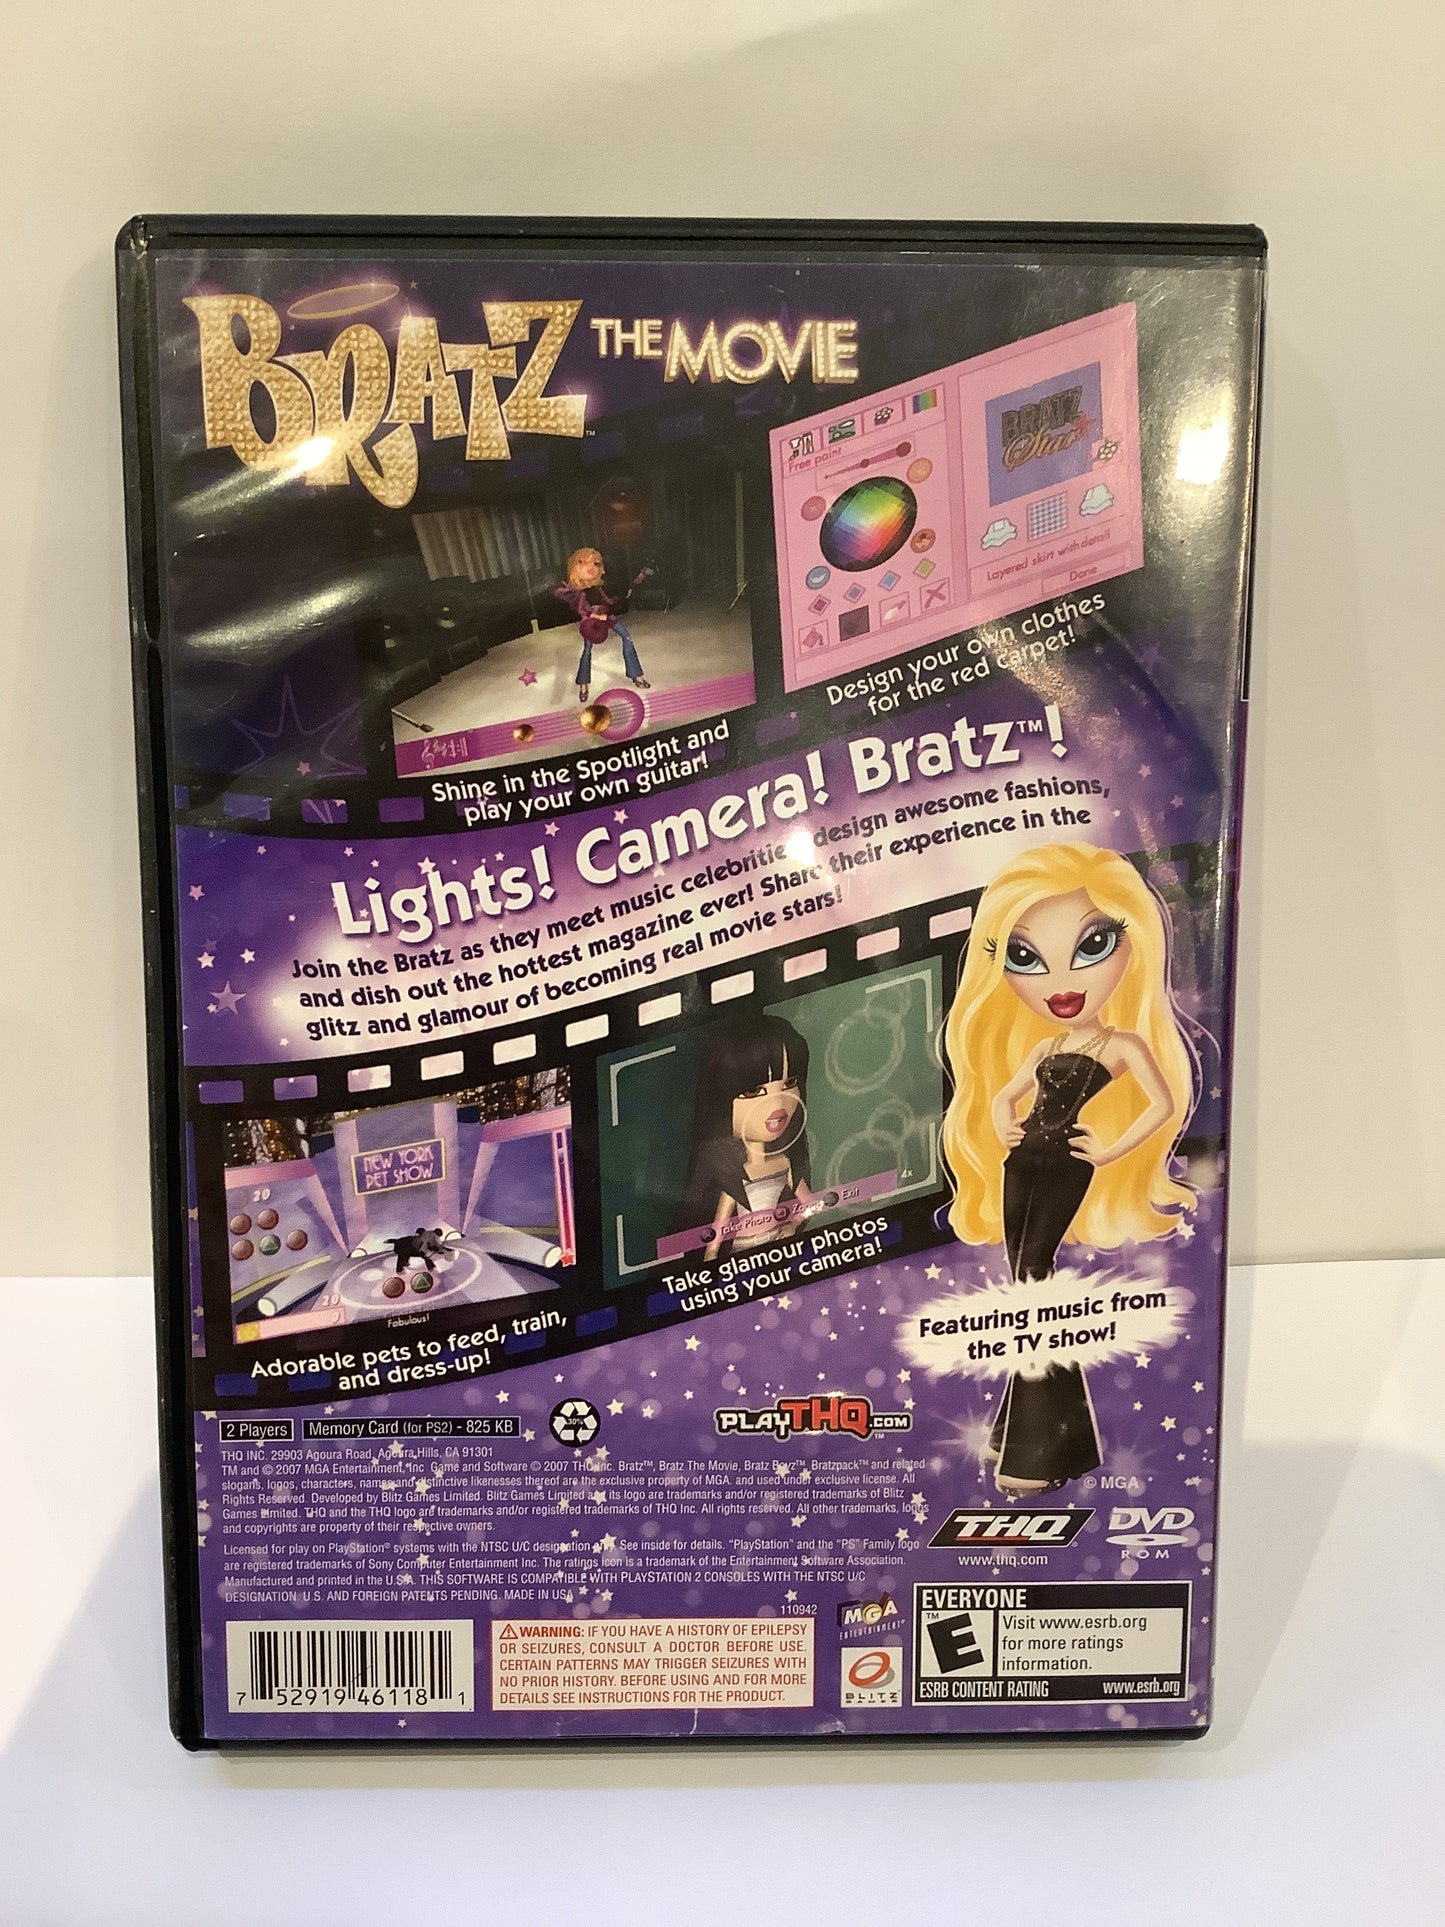 BRATZ THE MOVIE
™
Free paint
BRATZ
Star
Layered skirt with detail
Done
Design your own clothes
for the red carpet!
Shine in the Spotlight and
play your own guitar!
Lights! Camera! Bratz™!
Join the Bratz as they meet music celebrities, design awesome fashions,
and dish out the hottest magazine ever! Share their experience in the
glitz and glamour of becoming real movie stars!
NEW YORK
PET SHOW
20
20
Fabulous!
Take Photo Zoom Exit
4x
Adorable pets to feed, train,
and dress-up!
Take glamour photos
using your camera!
Featuring music from
the TV show!
2 Players Memory Card (for PS2) - 825 KB
30%
PLAYTHQ.COM
™
THQ INC. 29903 Agoura Road, Agoura Hills, CA 91301
TM and © 2007 MGA Entertainment, Inc. Game and Software © 2007 THQ Inc. Bratz™, Bratz The Movie, Bratz Boyz™, Bratzpack™ and related
slogans, logos, characters, names and distinctive likenesses thereof are the exclusive property of MGA. and used under exclusive license. All
Rights Reserved. Developed by Blitz Games Limited. Blitz Games Limited and its logo are trademarks and/or registered trademarks of Blitz
Games Limited. THQ and the THQ logo are trademarks and/or registered trademarks of THQ Inc. All rights reserved. All other trademarks, logos
and copyrights are property of their respective owners.
Licensed for play on PlayStation® systems with the NTSC U/C designation only. See inside for details. "PlayStation" and the "PS" Family logo
are registered trademarks of Sony Computer Entertainment Inc. The ratings icon is a trademark of the Entertainment Software Association.
Manufactured and printed in the U.S.A. THIS SOFTWARE IS COMPATIBLE WITH PLAYSTATION 2 CONSOLES WITH THE NTSC U/C
DESIGNATION. U.S. AND FOREIGN PATENTS PENDING. MADE IN USA
110942
© MGA
THQ ®
www.thq.com
DVD
ROM
7 52919 46118 1
WARNING: IF YOU HAVE A HISTORY OF EPILEPSY
OR SEIZURES, CONSULT A DOCTOR BEFORE USE.
CERTAIN PATTERNS MAY TRIGGER SEIZURES WITH
NO PRIOR HISTORY. BEFORE USING AND FOR MORE
DETAILS SEE INSTRUCTIONS FOR THE PRODUCT.
MGA
ENTERTAINMENT
BLITZ
GAMES
EVERYONE
™
E
Visit www.esrb.org
for more ratings
information.
ESRB CONTENT RATING www.esrb.org